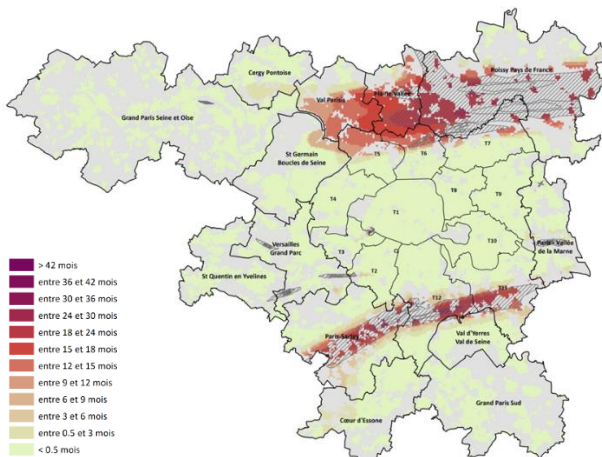 Cergy Pontoise
Roissy Pays de France
Val Parisis
Plaine Vallée
Grand Paris Seine et Oise
St Germain
Boucles de Seine
T5
T6
T7
T4
T8
T9
T1
T10
Versailles
Grand Parc
T3
T2
Vallée
de la Marne
St Quentin en Yvelines
T12
T11
Paris-Saclay
Val d'Yerres
Val de Seine
Cœur d'Essone
Grand Paris Sud
> 42 mois
entre 36 et 42 mois
entre 30 et 36 mois
entre 24 et 30 mois
entre 18 et 24 mois
entre 15 et 18 mois
entre 12 et 15 mois
entre 9 et 12 mois
entre 6 et 9 mois
entre 3 et 6 mois
entre 0.5 et 3 mois
< 0.5 mois